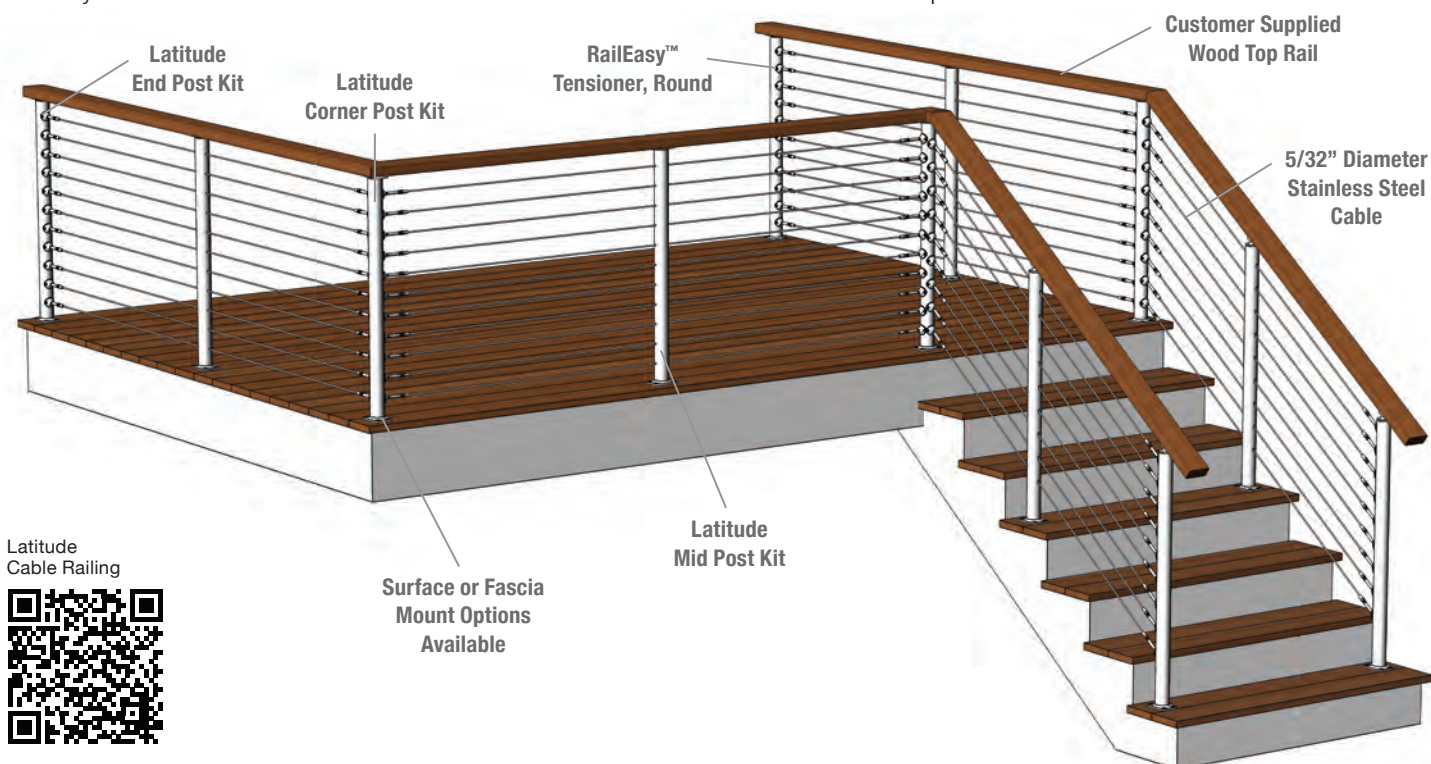 Latitude
End Post Kit
Latitude
Corner Post Kit
RailEasy™
Tensioner, Round
Customer Supplied
Wood Top Rail
5/32” Diameter
Stainless Steel
Cable
Latitude
Mid Post Kit
Surface or Fascia
Mount Options
Available
Latitude
Cable Railing